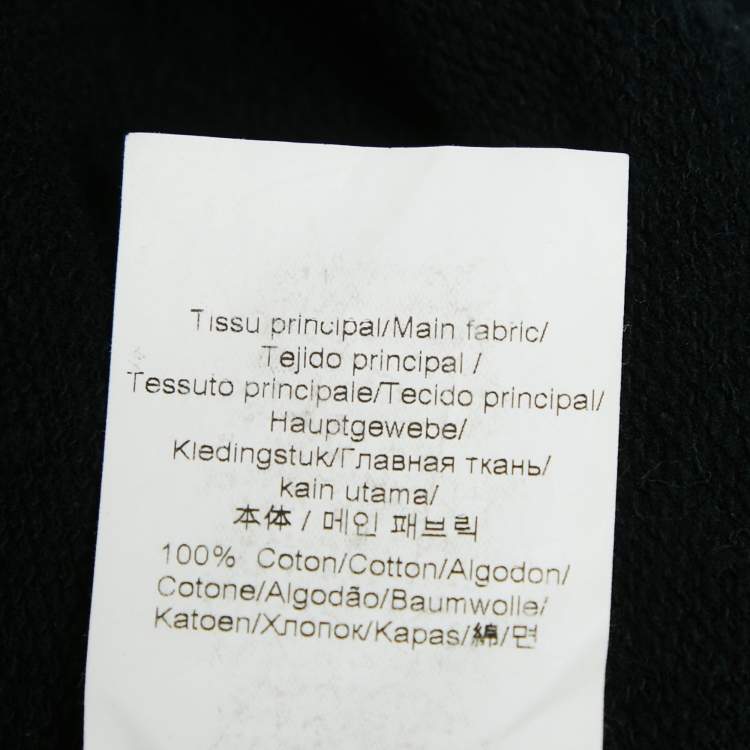 Tissu principal/Main fabric/
Tejido principal /
Tessuto principale/Tecido principal/
Hauptgewebe/
Kledingstuk/Главная ткань/
kain utama/
本体 / 메인 패브릭
100% Coton/Cotton/Algodon/
Cotone/Algodão/Baumwolle/
Katoen/Хлопок/Kapas/綿/면